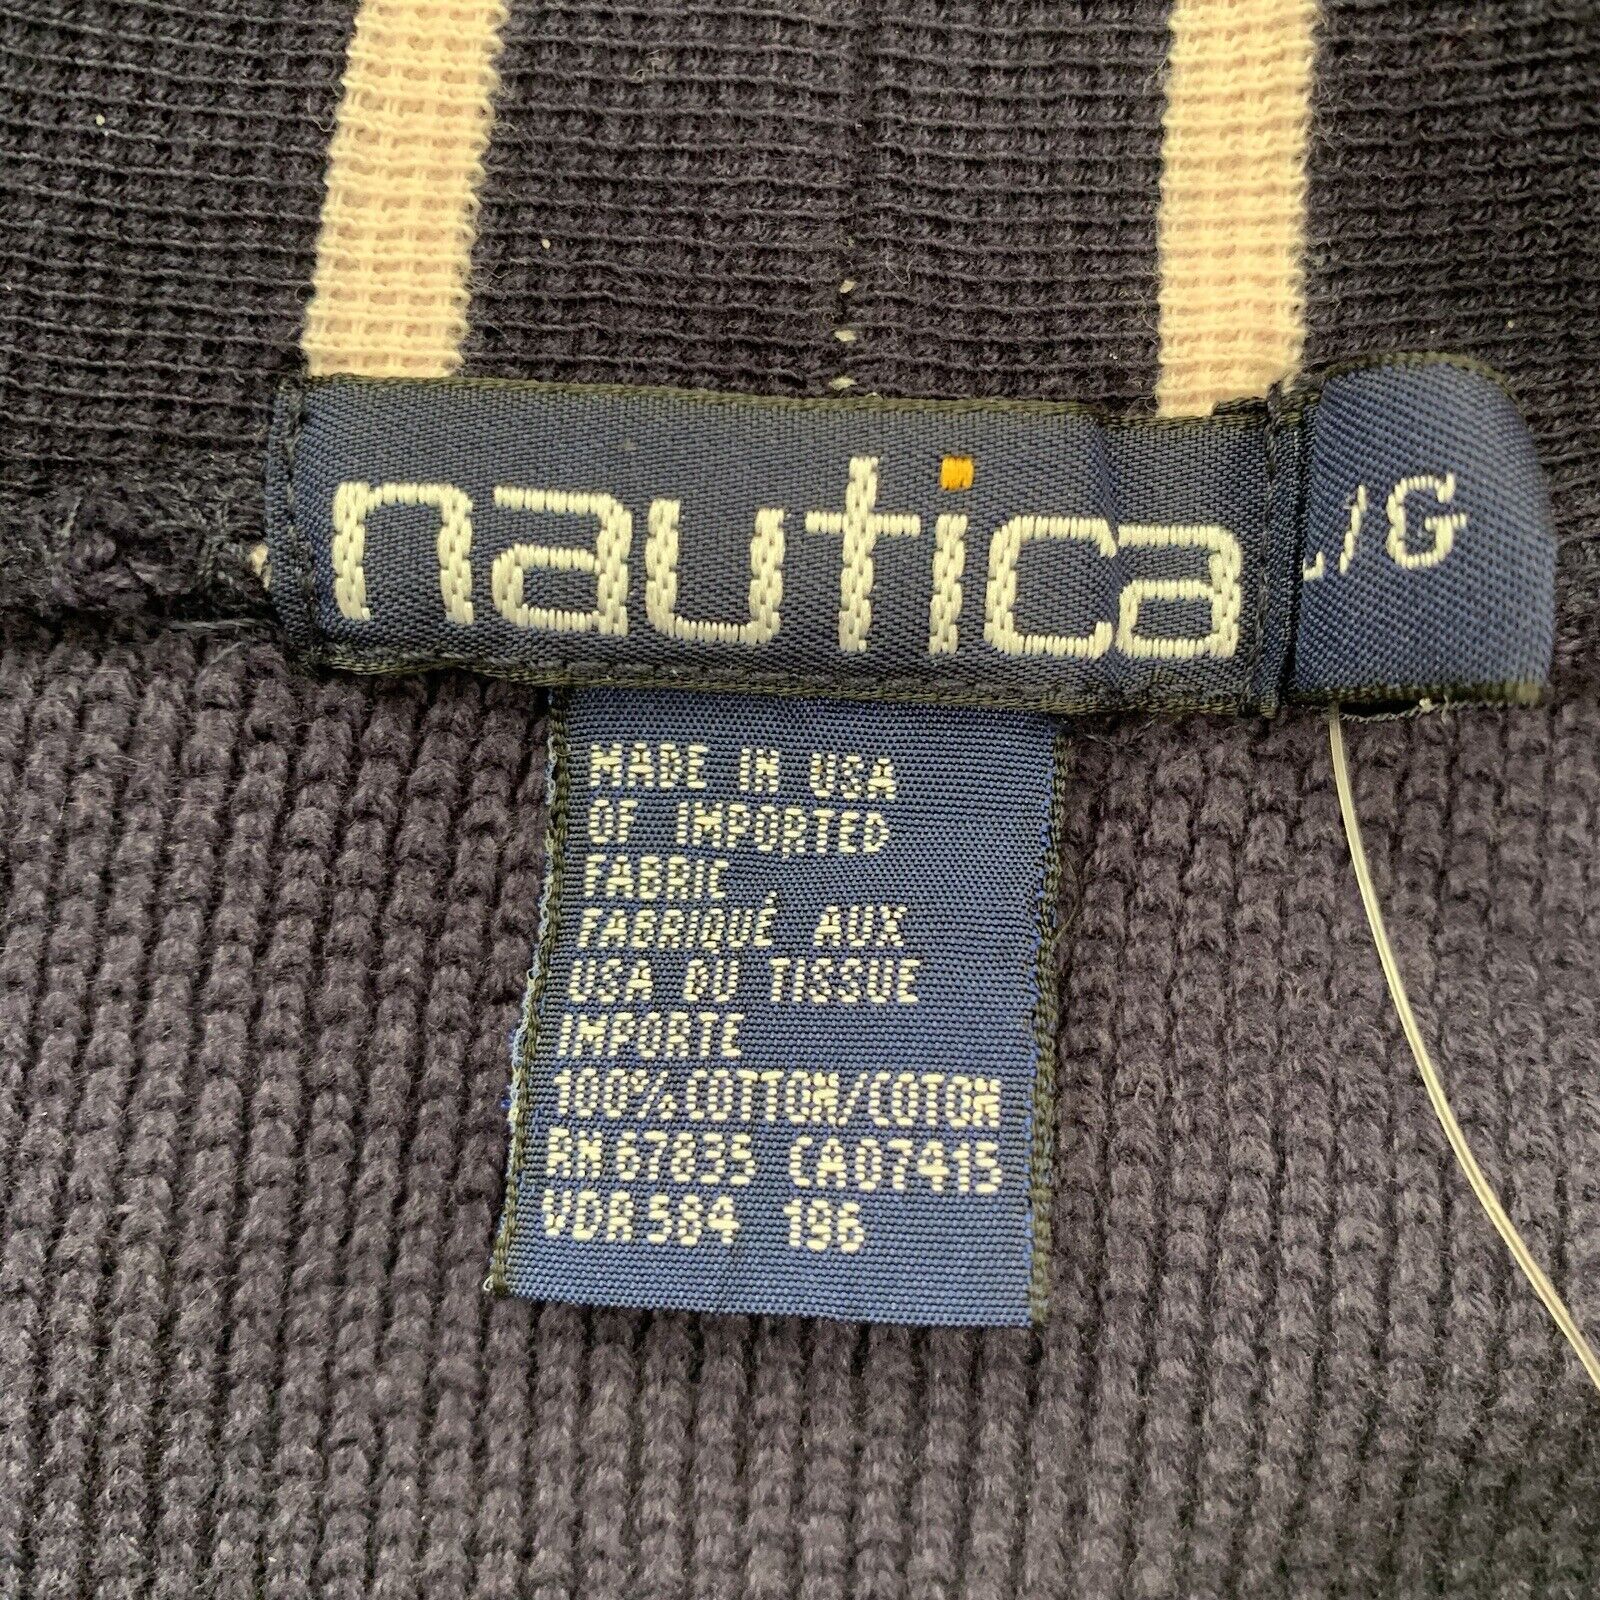 nautica
L/G
MADE IN USA
OF IMPORTED
FABRIC
FABRIQUÉ AUX
USA DU TISSUE
IMPORTE
100% COTTON/COTON
RN 67835 CA07415
VDR 584 196